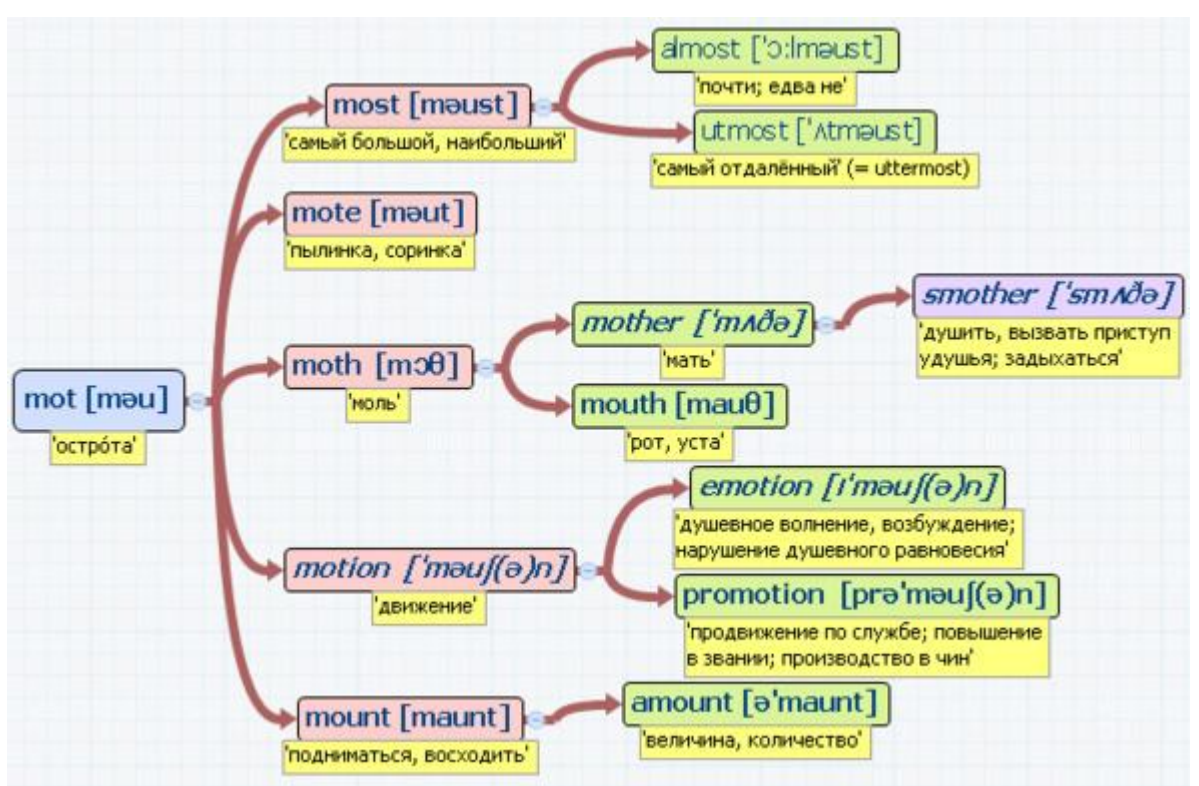 almost ['ɔ:lməust]
'почти; едва не'
most [məust]
'самый большой, наибольший'
utmost ['ʌtməust]
'самый отдалённый' (= uttermost)
mote [məut]
'пылинка, соринка'
smother ['smʌðə]
'душить, вызвать приступ
удушья; задыхаться'
mother ['mʌðə]
'мать'
moth [mɔθ]
'моль'
mot [məu]
'остро́та'
mouth [mauθ]
'рот, уста'
emotion [ı'məuʃ(ə)n]
'душевное волнение, возбуждение;
нарушение душевного равновесия'
motion ['məuʃ(ə)n]
'движение'
promotion [prə'məuʃ(ə)n]
'продвижение по службе; повышение
в звании; производство в чин'
mount [maunt]
'подниматься, восходить'
amount [ə'maunt]
'величина, количество'